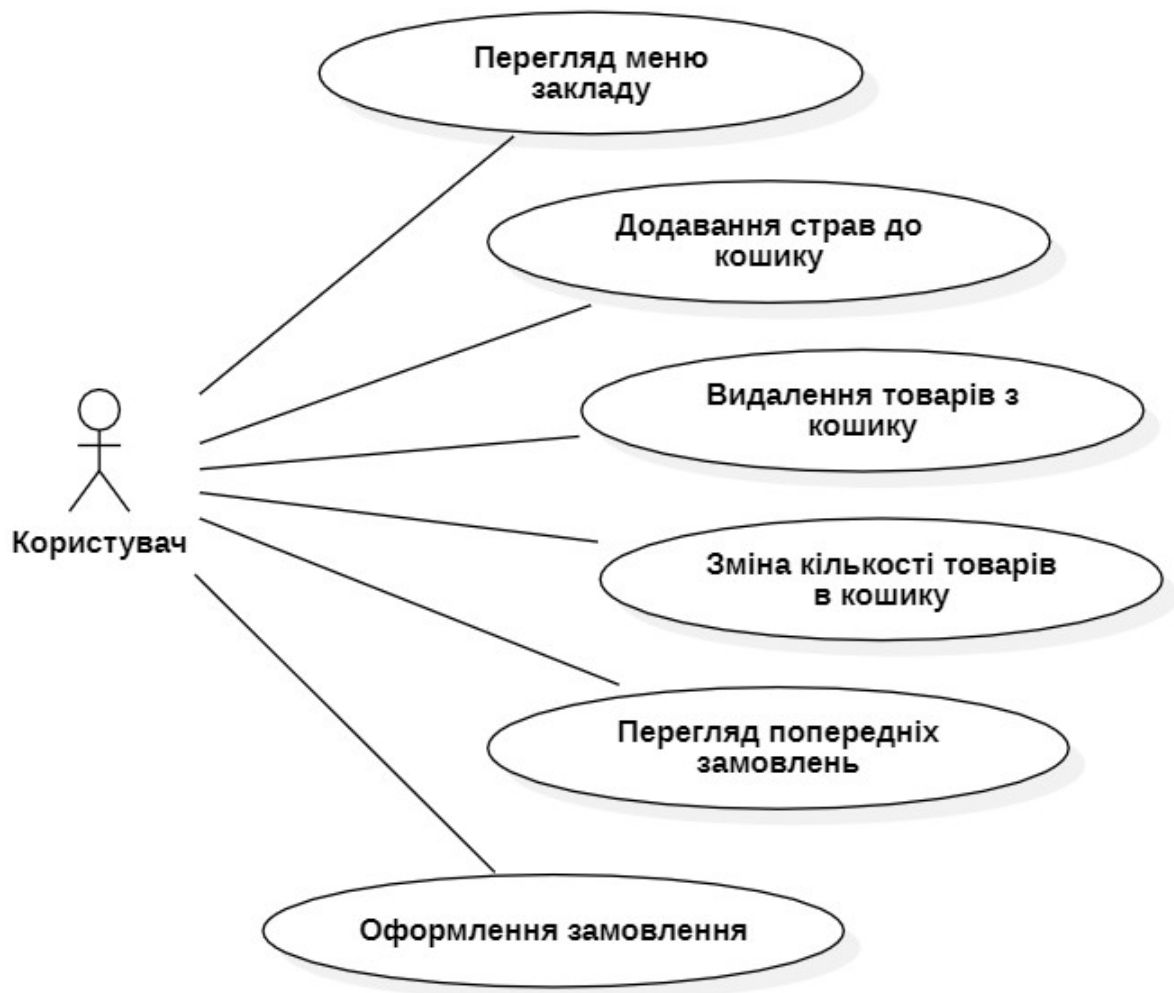 Перегляд меню
закладу
Додавання страв до
кошику
Видалення товарів з
кошику
Користувач
Зміна кількості товарів
в кошику
Перегляд попередніх
замовлень
Оформлення замовлення